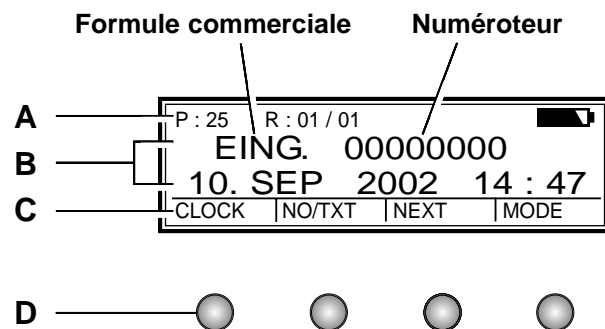 Formule commerciale Numéroteur
A
P : 25 R : 01 / 01
B
EING. 00000000
10. SEP 2002 14 : 47
C
CLOCK NO/TXT NEXT MODE
D